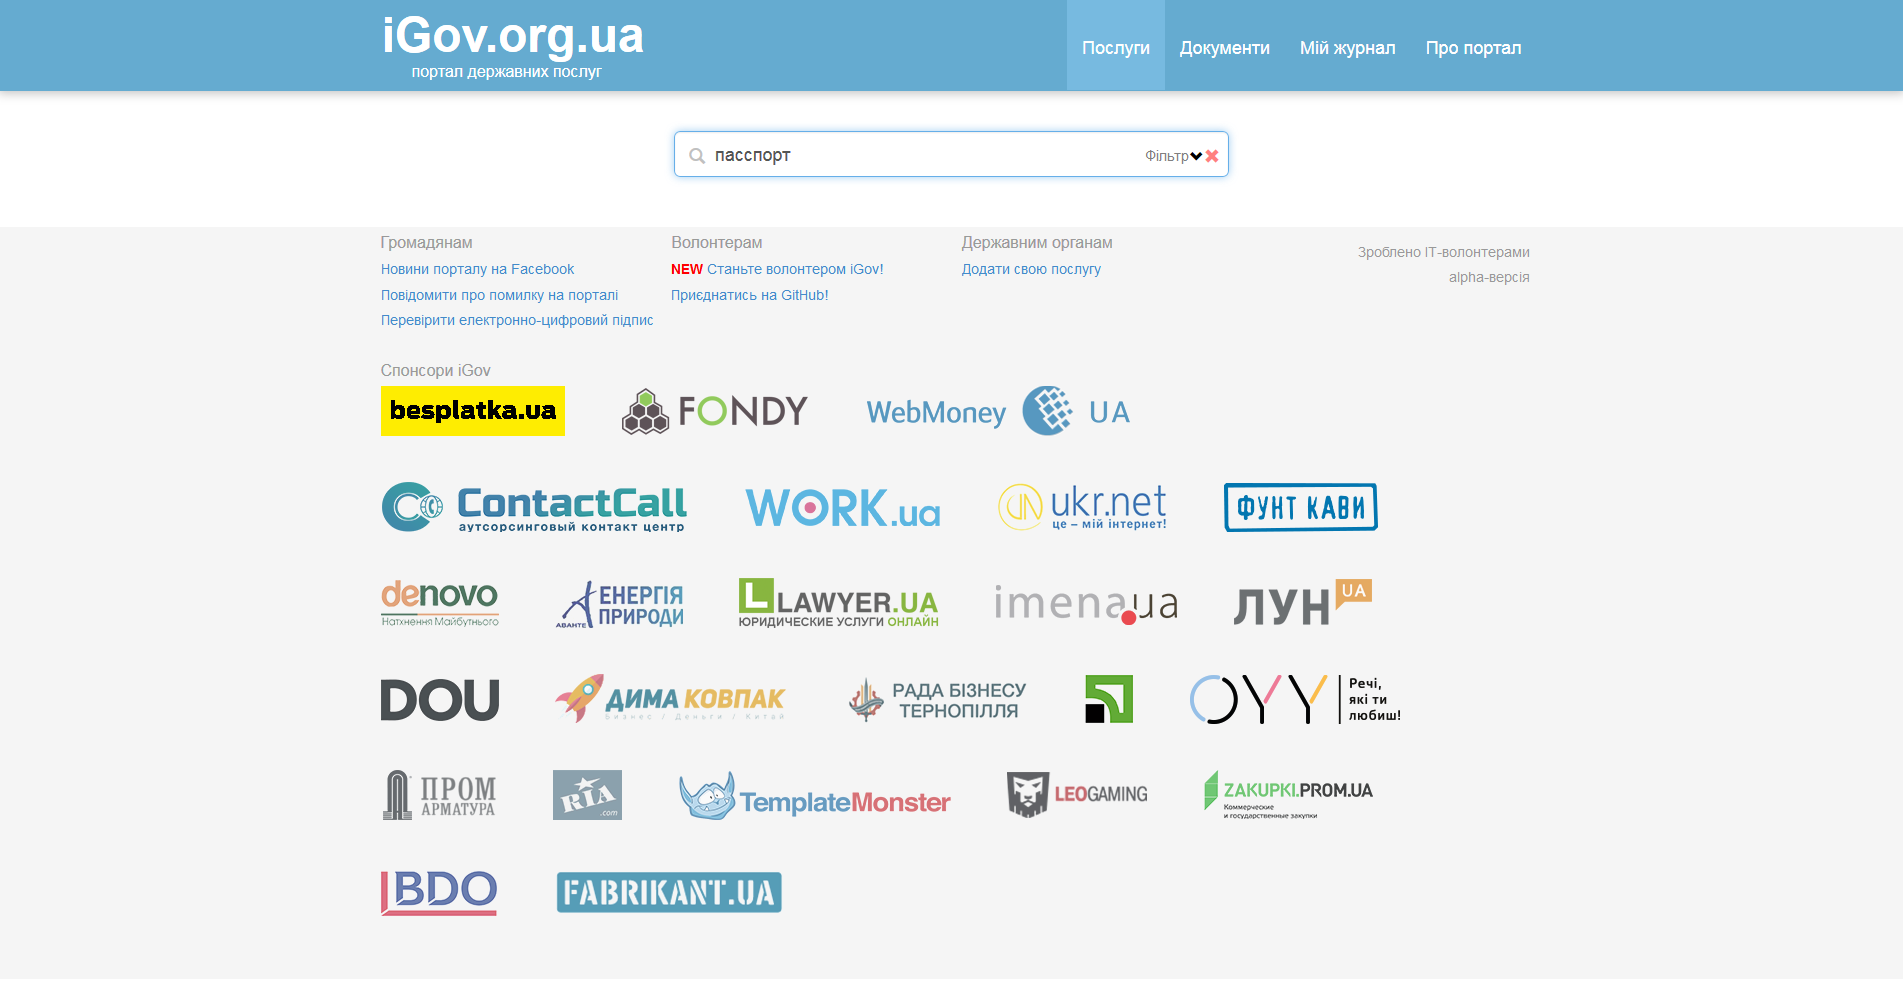 iGov.org.ua
портал державних послуг
Послуги Документи Мій журнал Про портал
пасспорт Фільтр
Громадянам
Новини порталу на Facebook
Повідомити про помилку на порталі
Перевірити електронно-цифровий підпис
Волонтерам
NEW Станьте волонтером iGov!
Приєднатись на GitHub!
Державним органам
Додати свою послугу
Зроблено ІТ-волонтерами
alpha-версія
Спонсори iGov
besplatka.ua
FONDY
WebMoney UA
ContactCall
аутсорсинговый контакт центр
WORK.ua
ukr.net
це – мій інтернет!
ФУНТ КАВИ
denovo
Натхнення Майбутнього
АВАНТЕ
ЕНЕРГІЯ
ПРИРОДИ
L LAWYER.UA
ЮРИДИЧЕСКИЕ УСЛУГИ ОНЛАЙН
imena.ua
ЛУН UA
DOU
ДИМА КОВПАК
Бизнес / Деньги / Китай
РАДА БІЗНЕСУ
ТЕРНОПІЛЛЯ
OYY
Речі,
які ти
любиш!
ПРОМ
АРМАТУРА
RIA
.com
TemplateMonster
LEOGAMING
ZAKUPKI.PROM.UA
Коммерческие
и государственные закупки
BDO
FABRIKANT.UA